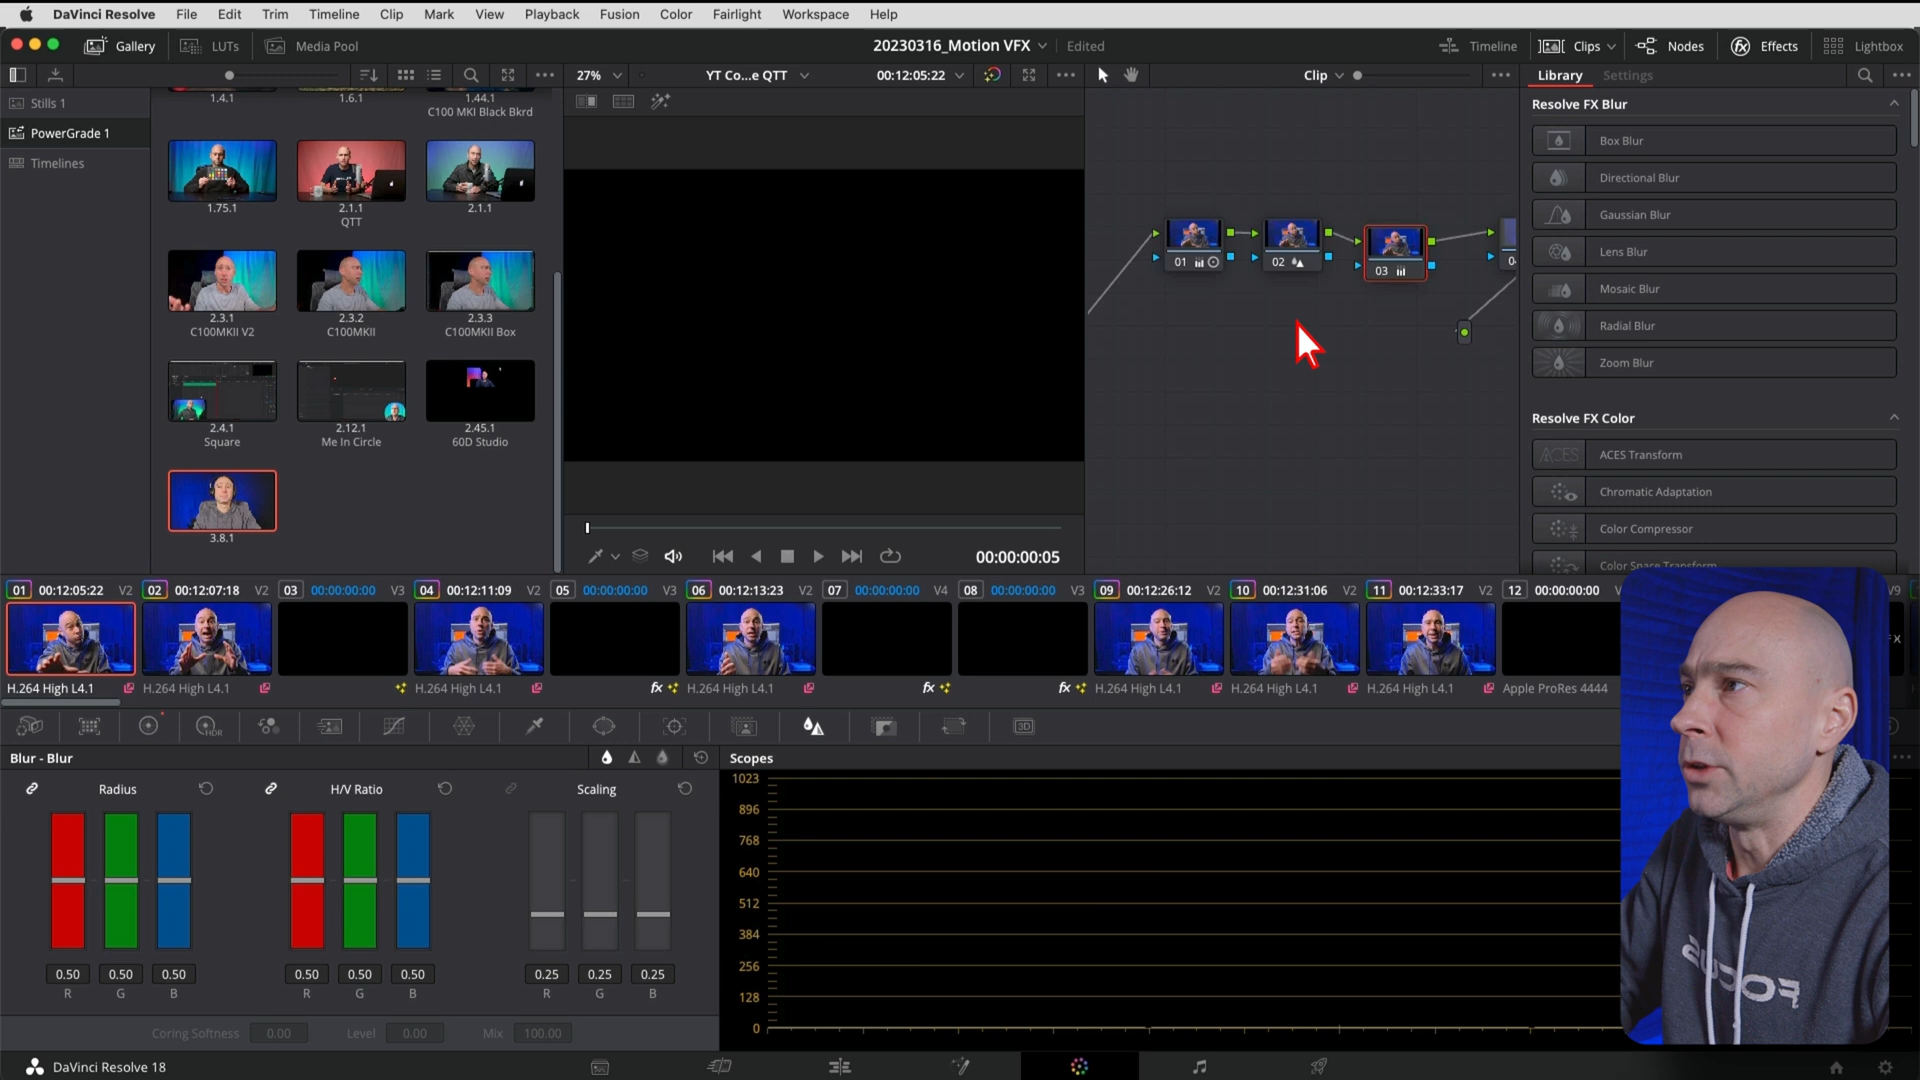 DaVinci Resolve File Edit Trim Timeline Clip Mark View Playback Fusion Color Fairlight Workspace Help
Gallery LUTs Media Pool 20230316_Motion VFX Edited Timeline Clips Nodes Effects Lightbox
27% YT Co...e QTT 00:12:05:22 Clip Library Settings
Stills 1
PowerGrade 1
Timelines
1.4.1 1.6.1 1.44.1
C100 MKI Black Bkrd
1.75.1 2.1.1 2.1.1
QTT
2.3.1 2.3.2 2.3.3
C100MKII V2 C100MKII C100MKII Box
2.4.1 2.12.1 2.45.1
Square Me In Circle 60D Studio
3.8.1
00:00:00:05
01 02 03
Resolve FX Blur
Box Blur
Directional Blur
Gaussian Blur
Lens Blur
Mosaic Blur
Radial Blur
Zoom Blur
Resolve FX Color
ACES ACES Transform
Chromatic Adaptation
Color Compressor
Color Space Transform
01 00:12:05:22 V2 02 00:12:07:18 V2 03 00:00:00:00 V3 04 00:12:11:09 V2 05 00:00:00:00 V3 06 00:12:13:23 V2 07 00:00:00:00 V4 08 00:00:00:00 V3 09 00:12:26:12 V2 10 00:12:31:06 V2 11 00:12:33:17 V2 12 00:00:00:00 V9
H.264 High L4.1 H.264 High L4.1 H.264 High L4.1 fx H.264 High L4.1 fx fx H.264 High L4.1 H.264 High L4.1 H.264 High L4.1 Apple ProRes 4444
HDR 3D
Blur - Blur Scopes
Radius H/V Ratio Scaling
0.50 0.50 0.50 0.50 0.50 0.50 0.25 0.25 0.25
R G B R G B R G B
Coring Softness 0.00 Level 0.00 Mix 100.00
1023
896
768
640
512
384
256
128
0
FOCUS
DaVinci Resolve 18